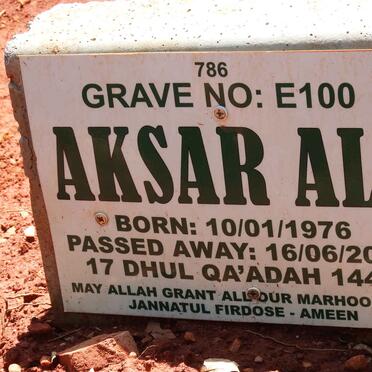 786
GRAVE NO: E100
AKSAR AL
BORN: 10/01/1976
PASSED AWAY: 16/06/20
17 DHUL QA'ADAH 144
MAY ALLAH GRANT ALL OUR MARHOO
JANNATUL FIRDOSE - AMEEN